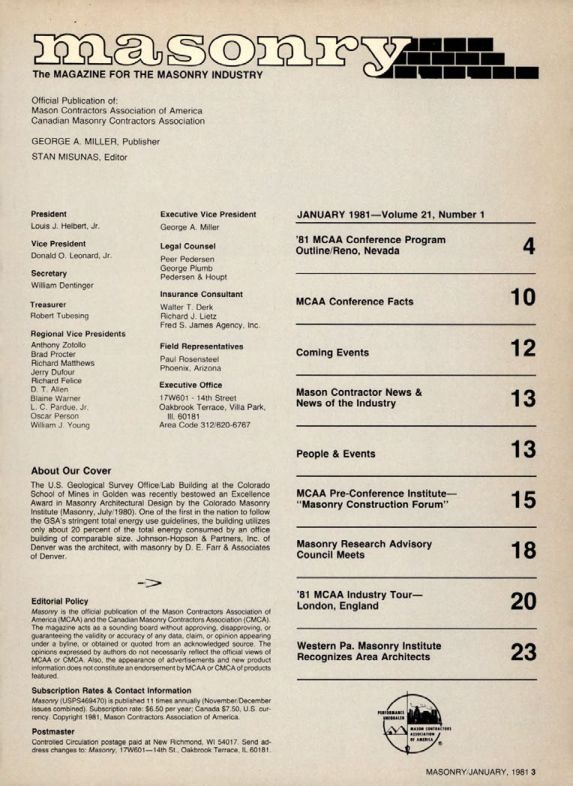 masonry
The MAGAZINE FOR THE MASONRY INDUSTRY
Official Publication of:
Mason Contractors Association of America
Canadian Masonry Contractors Association
GEORGE A. MILLER, Publisher
STAN MISUNAS, Editor
President
Louis J. Helbert, Jr.
Vice President
Donald O. Leonard, Jr.
Secretary
William Dentinger
Treasurer
Robert Tubesing
Regional Vice Presidents
Anthony Zotollo
Brad Procter
Richard Matthews
Jerry Dufour
Richard Felice
D. T. Allen
Blaine Warner
L. C. Pardue, Jr.
Oscar Person
William J. Young
Executive Vice President
George A. Miller
Legal Counsel
Peer Pedersen
George Plumb
Pedersen & Houpt
Insurance Consultant
Walter T. Derk
Richard J. Lietz
Fred S. James Agency, Inc.
Field Representatives
Paul Rosensteel
Phoenix, Arizona
Executive Office
17W601 - 14th Street
Oakbrook Terrace, Villa Park,
Ill. 60181
Area Code 312/620-6767
About Our Cover
The U.S. Geological Survey Office/Lab Building at the Colorado
School of Mines in Golden was recently bestowed an Excellence
Award in Masonry Architectural Design by the Colorado Masonry
Institute (Masonry, July/1980). One of the first in the nation to follow
the GSA's stringent total energy use guidelines, the building utilizes
only about 20 percent of the total energy consumed by an office
building of comparable size. Johnson-Hopson & Partners, Inc. of
Denver was the architect, with masonry by D. E. Farr & Associates
of Denver.
Editorial Policy
Masonry is the official publication of the Mason Contractors Association of
America (MCAA) and the Canadian Masonry Contractors Association (CMCA).
The magazine acts as a sounding board without approving, disapproving, or
guaranteeing the validity or accuracy of any data, claim, or opinion appearing
under a byline, or obtained or quoted from an acknowledged source. The
opinions expressed by authors do not necessarily reflect the official views of
MCAA or CMCA. Also, the appearance of advertisements and new product
information does not constitute an endorsement by MCAA or CMCA of products
featured.
Subscription Rates & Contact Information
Masonry (USPS469470) is published 11 times annually (November/December
issues combined). Subscription rate: $6.50 per year; Canada $7.50, U.S. cur-
rency. Copyright 1981, Mason Contractors Association of America.
Postmaster
Controlled Circulation postage paid at New Richmond, WI 54017. Send ad-
dress changes to: Masonry, 17W601—14th St., Oakbrook Terrace, IL 60181.
JANUARY 1981—Volume 21, Number 1
'81 MCAA Conference Program
Outline/Reno, Nevada 4
MCAA Conference Facts 10
Coming Events 12
Mason Contractor News &
News of the Industry 13
People & Events 13
MCAA Pre-Conference Institute—
"Masonry Construction Forum" 15
Masonry Research Advisory
Council Meets 18
'81 MCAA Industry Tour—
London, England 20
Western Pa. Masonry Institute
Recognizes Area Architects 23
PERFORMANCE
UNEQUALED
MASON CONTRACTORS
ASSOCIATION
OF AMERICA
®
MASONRY/JANUARY, 1981 3